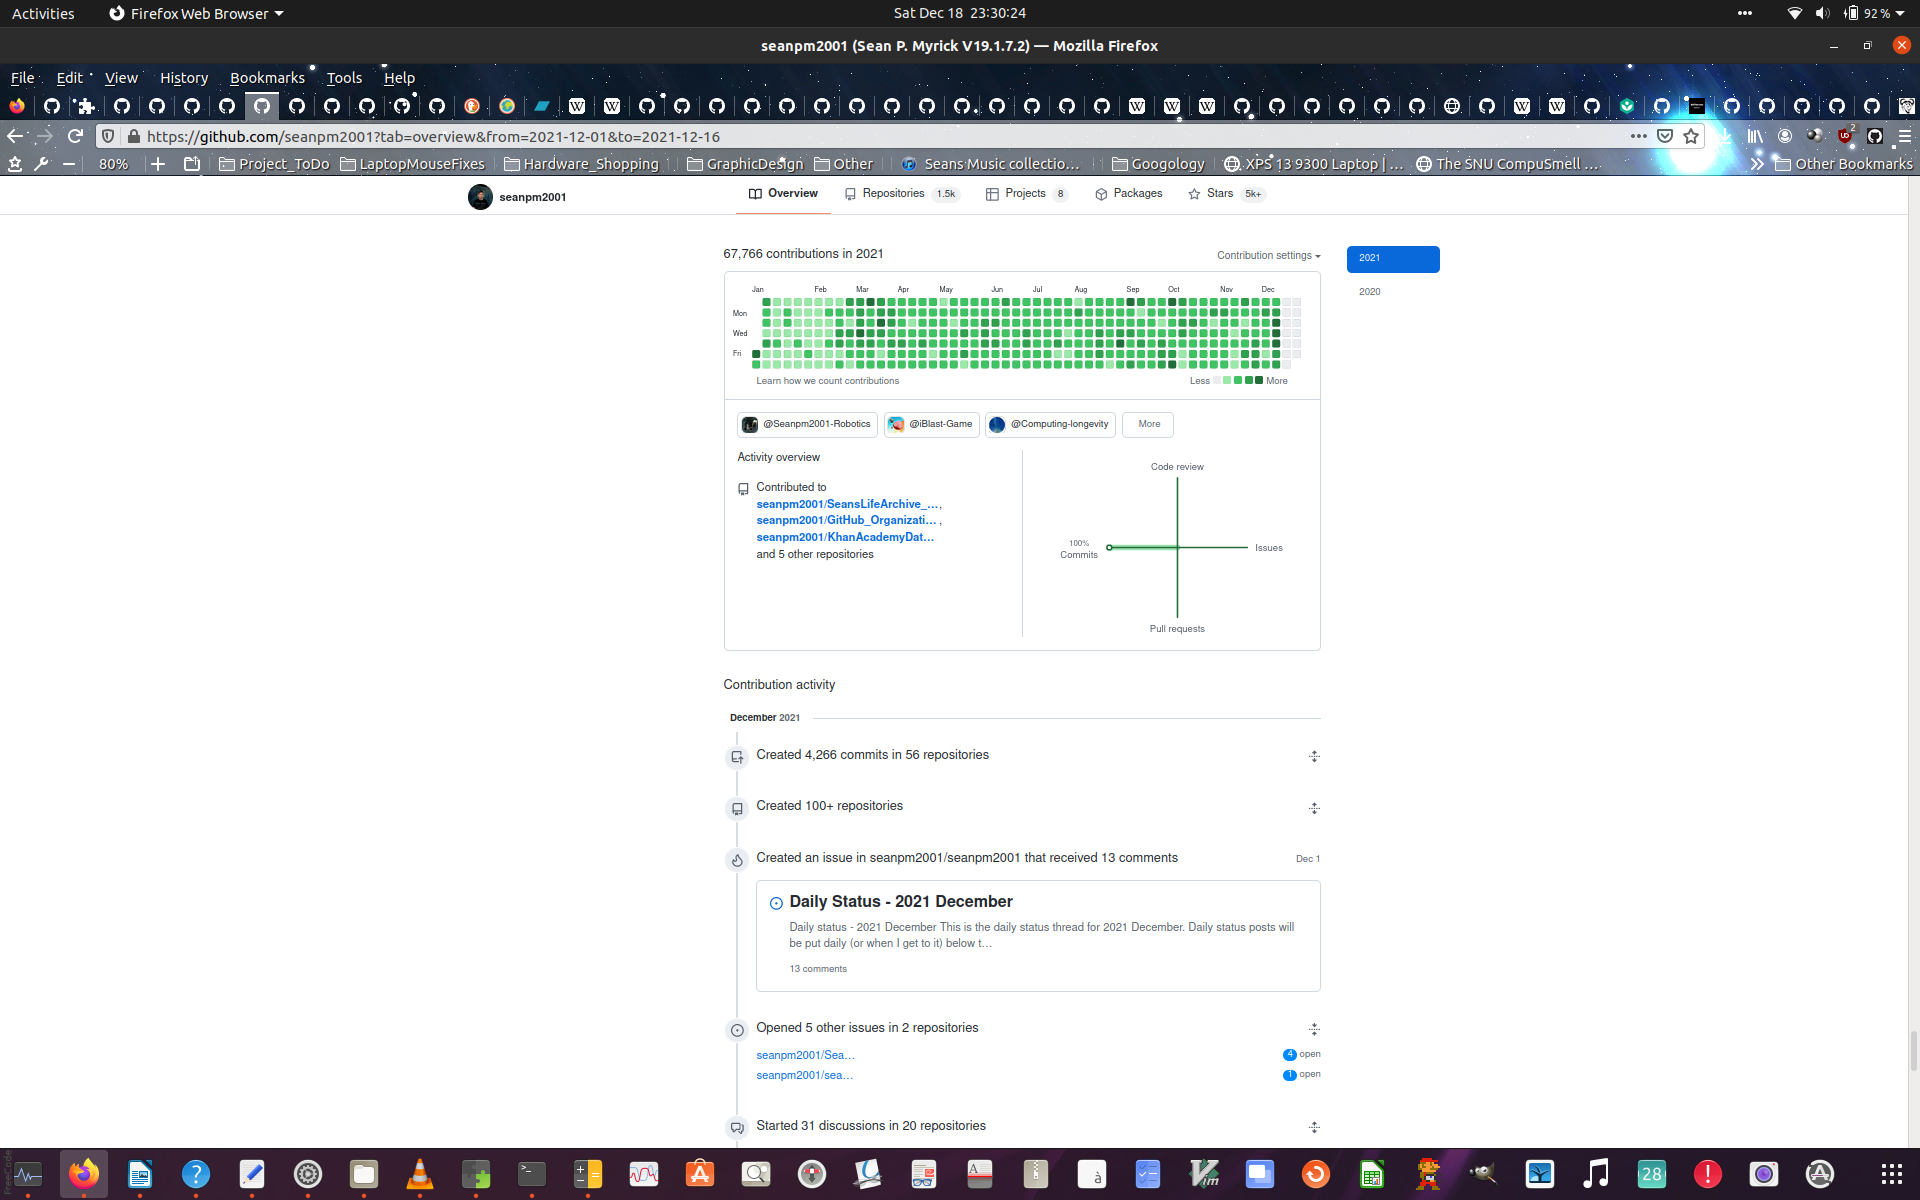 Activities
Firefox Web Browser
Sat Dec 18 23:30:24
92 %
seanpm2001 (Sean P. Myrick V19.1.7.2) — Mozilla Firefox
File Edit View History Bookmarks Tools Help
https://github.com/seanpm2001?tab=overview&from=2021-12-01&to=2021-12-16
2
80%
Project_ToDo
LaptopMouseFixes
Hardware_Shopping
GraphicDesign
Other
Seans Music collectio…
Googology
XPS 13 9300 Laptop | …
The SNU CompuSmell …
Other Bookmarks
seanpm2001
Overview
Repositories 1.5k
Projects 8
Packages
Stars 5k+
67,766 contributions in 2021
Contribution settings
2021
2020
Jan Feb Mar Apr May Jun Jul Aug Sep Oct Nov Dec
Mon
Wed
Fri
Learn how we count contributions
Less
More
@Seanpm2001-Robotics
@iBlast-Game
@Computing-longevity
More
Activity overview
Contributed to
seanpm2001/SeansLifeArchive_…,
seanpm2001/GitHub_Organizati… ,
seanpm2001/KhanAcademyDat…
and 5 other repositories
Code review
100%
Commits
Issues
Pull requests
Contribution activity
December 2021
Created 4,266 commits in 56 repositories
Created 100+ repositories
Created an issue in seanpm2001/seanpm2001 that received 13 comments
Dec 1
Daily Status - 2021 December
Daily status - 2021 December This is the daily status thread for 2021 December. Daily status posts will
be put daily (or when I get to it) below t…
13 comments
Opened 5 other issues in 2 repositories
seanpm2001/Sea…
4 open
seanpm2001/sea…
1 open
Started 31 discussions in 20 repositories
28